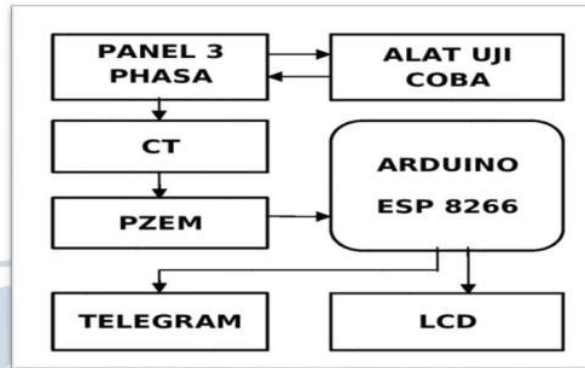 PANEL 3
PHASA
ALAT UJI
COBA
CT
ARDUINO
ESP 8266
PZEM
TELEGRAM
LCD